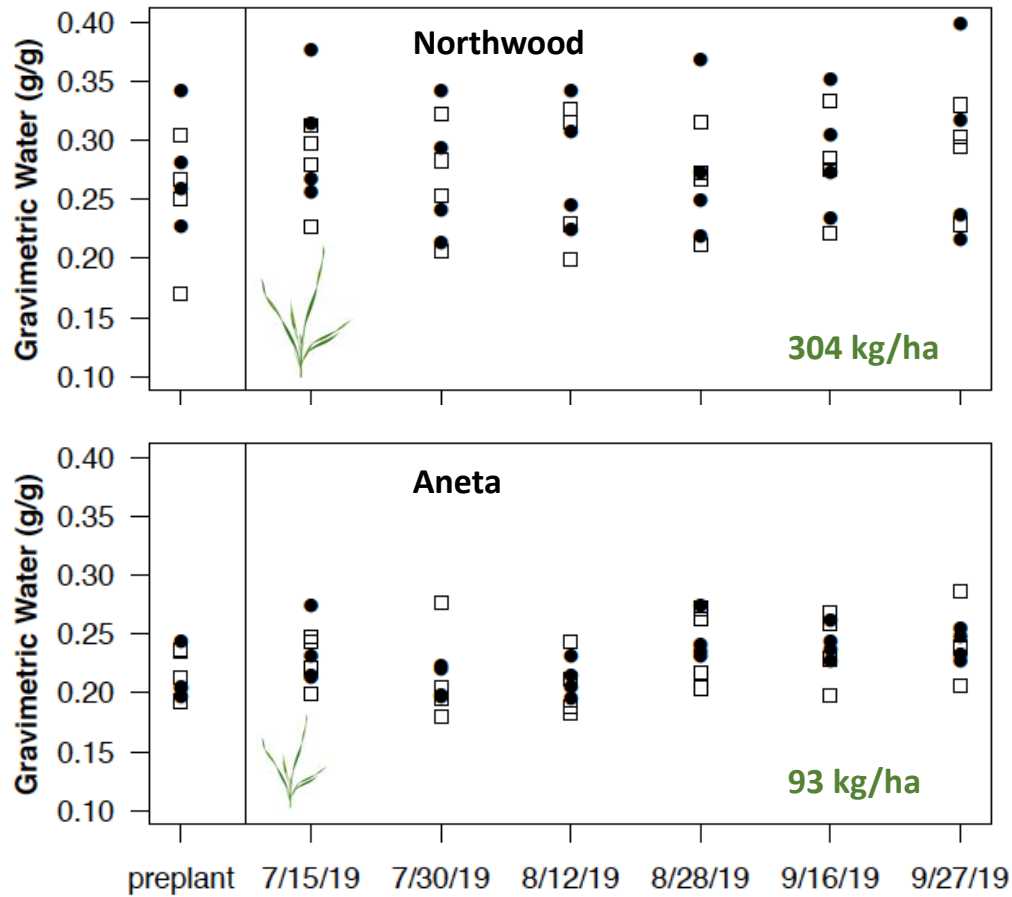 Northwood
Gravimetric Water (g/g)
0.40
0.35
0.30
0.25
0.20
0.15
0.10
304 kg/ha
Aneta
Gravimetric Water (g/g)
0.40
0.35
0.30
0.25
0.20
0.15
0.10
93 kg/ha
preplant 7/15/19 7/30/19 8/12/19 8/28/19 9/16/19 9/27/19